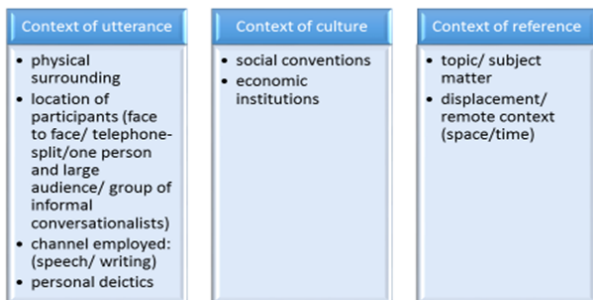 Context of utterance
• physical
surrounding
• location of
participants (face
to face/ telephone-
split/one person
and large
audience/ group of
informal
conversationalists)
• channel employed:
(speech/ writing)
• personal deictics
Context of culture
• social conventions
• economic
institutions
Context of reference
• topic/ subject
matter
• displacement/
remote context
(space/time)